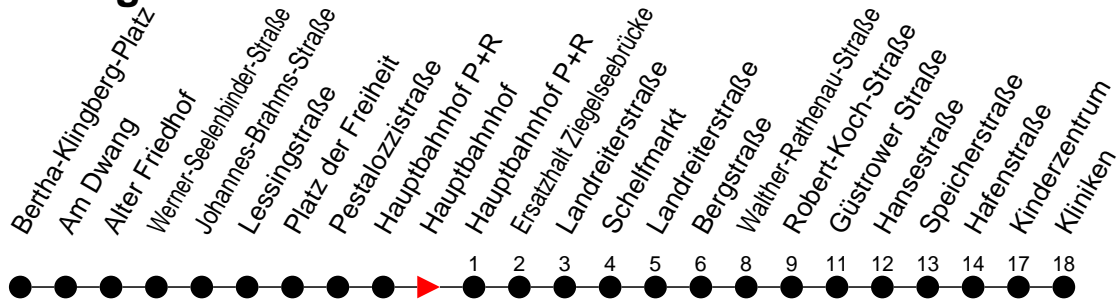 Bertha-Klingberg-Platz
Am Dwang
Alter Friedhof
Werner-Seelenbinder-Straße
Johannes-Brahms-Straße
Lessingstraße
Platz der Freiheit
Pestalozzistraße
Hauptbahnhof P+R
Hauptbahnhof
Hauptbahnhof P+R
Ersatzhalt Ziegelseebrücke
Landreiterstraße
Schelfmarkt
Landreiterstraße
Bergstraße
Walther-Rathenau-Straße
Robert-Koch-Straße
Güstrower Straße
Hansestraße
Speicherstraße
Hafenstraße
Kinderzentrum
Kliniken
1 2 3 4 5 6 8 9 11 12 13 14 17 18